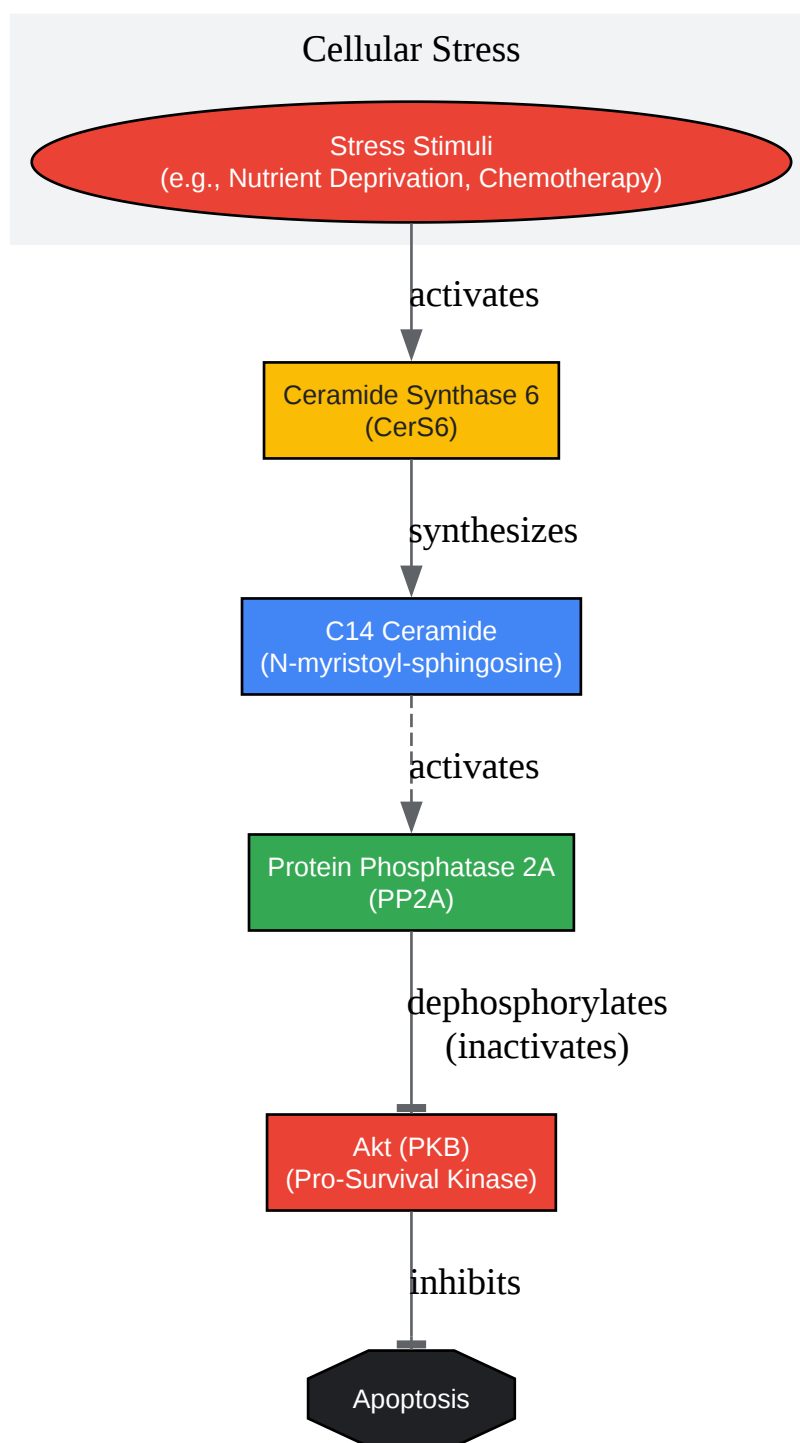 Cellular Stress
Stress Stimuli
(e.g., Nutrient Deprivation, Chemotherapy)
activates
Ceramide Synthase 6
(CerS6)
synthesizes
C14 Ceramide
(N-myristoyl-sphingosine)
activates
Protein Phosphatase 2A
(PP2A)
dephosphorylates
(inactivates)
Akt (PKB)
(Pro-Survival Kinase)
inhibits
Apoptosis